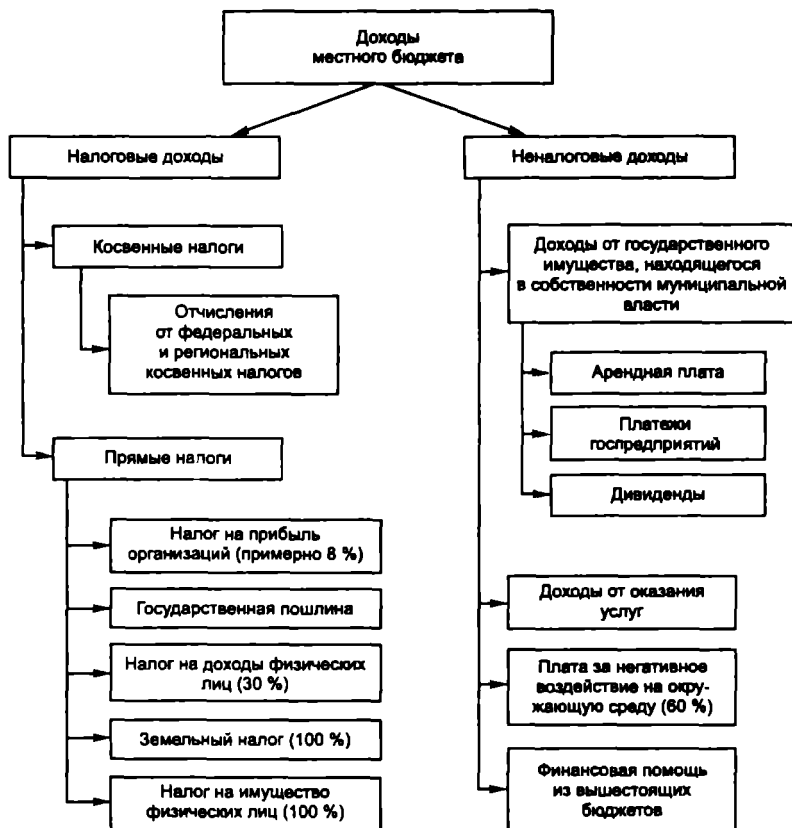 Доходы
местного бюджета
Налоговые доходы
Косвенные налоги
Отчисления
от федеральных
и региональных
косвенных налогов
Прямые налоги
Налог на прибыль
организаций (примерно 8 %)
Государственная пошлина
Налог на доходы физических
лиц (30 %)
Земельный налог (100 %)
Налог на имущество
физических лиц (100 %)
Неналоговые доходы
Доходы от государственного
имущества, находящегося
в собственности муниципальной
власти
Арендная плата
Платежи
госпредприятий
Дивиденды
Доходы от оказания
услуг
Плата за негативное
воздействие на окру-
жающую среду (60 %)
Финансовая помощь
из вышестоящих
бюджетов